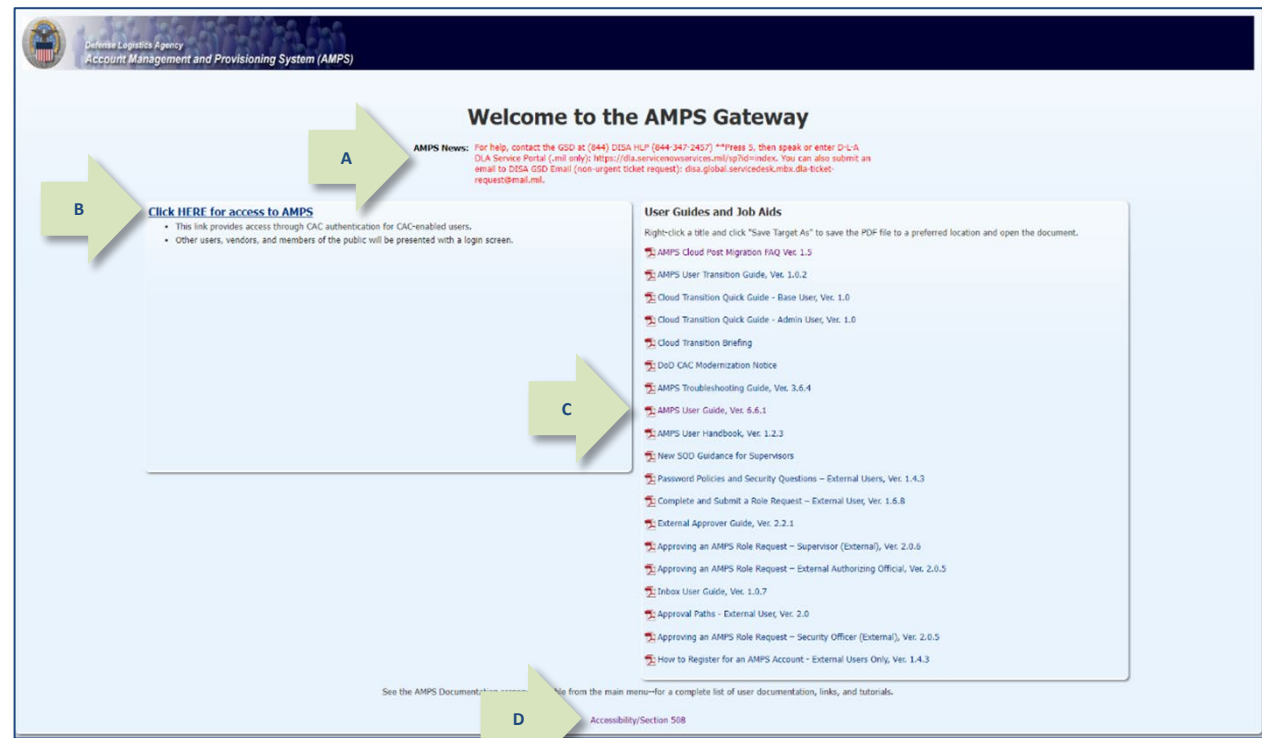 Defense Logistics Agency
Account Management and Provisioning System (AMPS)
Welcome to the AMPS Gateway
A
AMPS News: For help, contact the GSD at (844) DISA HLP (844-347-2457) **Press 5, then speak or enter D-L-A
DLA Service Portal (.mil only): https://dla.servicenowservices.mil/sp?id=index. You can also submit an
email to DISA GSD Email (non-urgent ticket request): disa.global.servicedesk.mbx.dla-ticket-
request@mail.mil.
B
Click HERE for access to AMPS
• This link provides access through CAC authentication for CAC-enabled users.
• Other users, vendors, and members of the public will be presented with a login screen.
User Guides and Job Aids
Right-click a title and click "Save Target As" to save the PDF file to a preferred location and open the document.
AMPS Cloud Post Migration FAQ Ver. 1.5
AMPS User Transition Guide, Ver. 1.0.2
Cloud Transition Quick Guide - Base User, Ver. 1.0
Cloud Transition Quick Guide - Admin User, Ver. 1.0
Cloud Transition Briefing
DoD CAC Modernization Notice
AMPS Troubleshooting Guide, Ver. 3.6.4
C
AMPS User Guide, Ver. 6.6.1
AMPS User Handbook, Ver. 1.2.3
New SOD Guidance for Supervisors
Password Policies and Security Questions – External Users, Ver. 1.4.3
Complete and Submit a Role Request – External User, Ver. 1.6.8
External Approver Guide, Ver. 2.2.1
Approving an AMPS Role Request – Supervisor (External), Ver. 2.0.6
Approving an AMPS Role Request – External Authorizing Official, Ver. 2.0.5
Inbox User Guide, Ver. 1.0.7
Approval Paths - External User, Ver. 2.0
Approving an AMPS Role Request – Security Officer (External), Ver. 2.0.5
How to Register for an AMPS Account - External Users Only, Ver. 1.4.3
See the AMPS Documentation from the main menu--for a complete list of user documentation, links, and tutorials.
D
Accessibility/Section 508